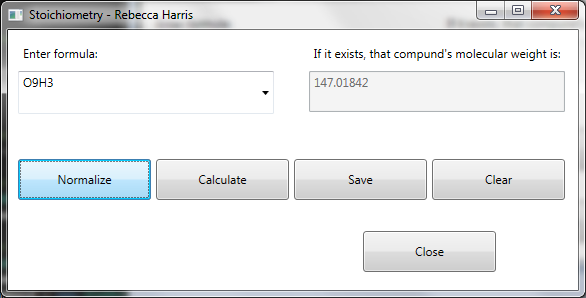 Stoichiometry - Rebecca Harris
Enter formula:
If it exists, that compund's molecular weight is:
O9H3
147.01842
Normalize
Calculate
Save
Clear
Close